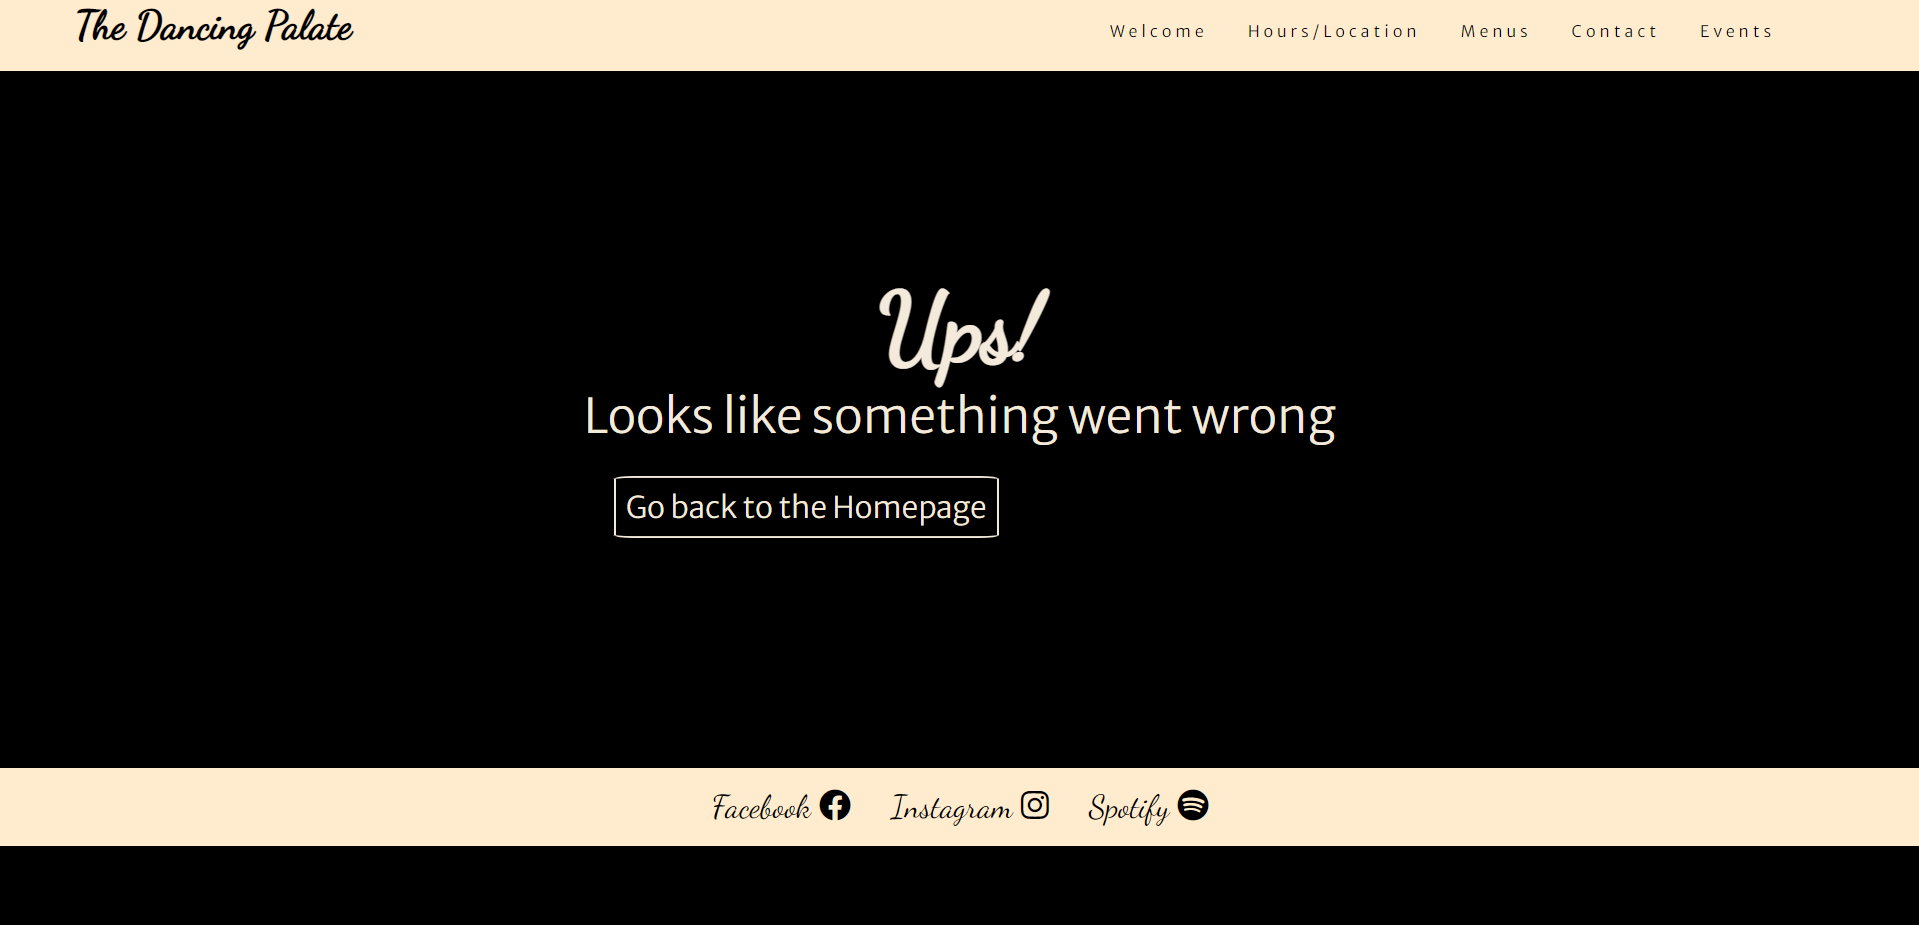 The Dancing Palate
Welcome Hours/Location Menus Contact Events
Ups!
Looks like something went wrong
Go back to the Homepage
Facebook Instagram Spotify